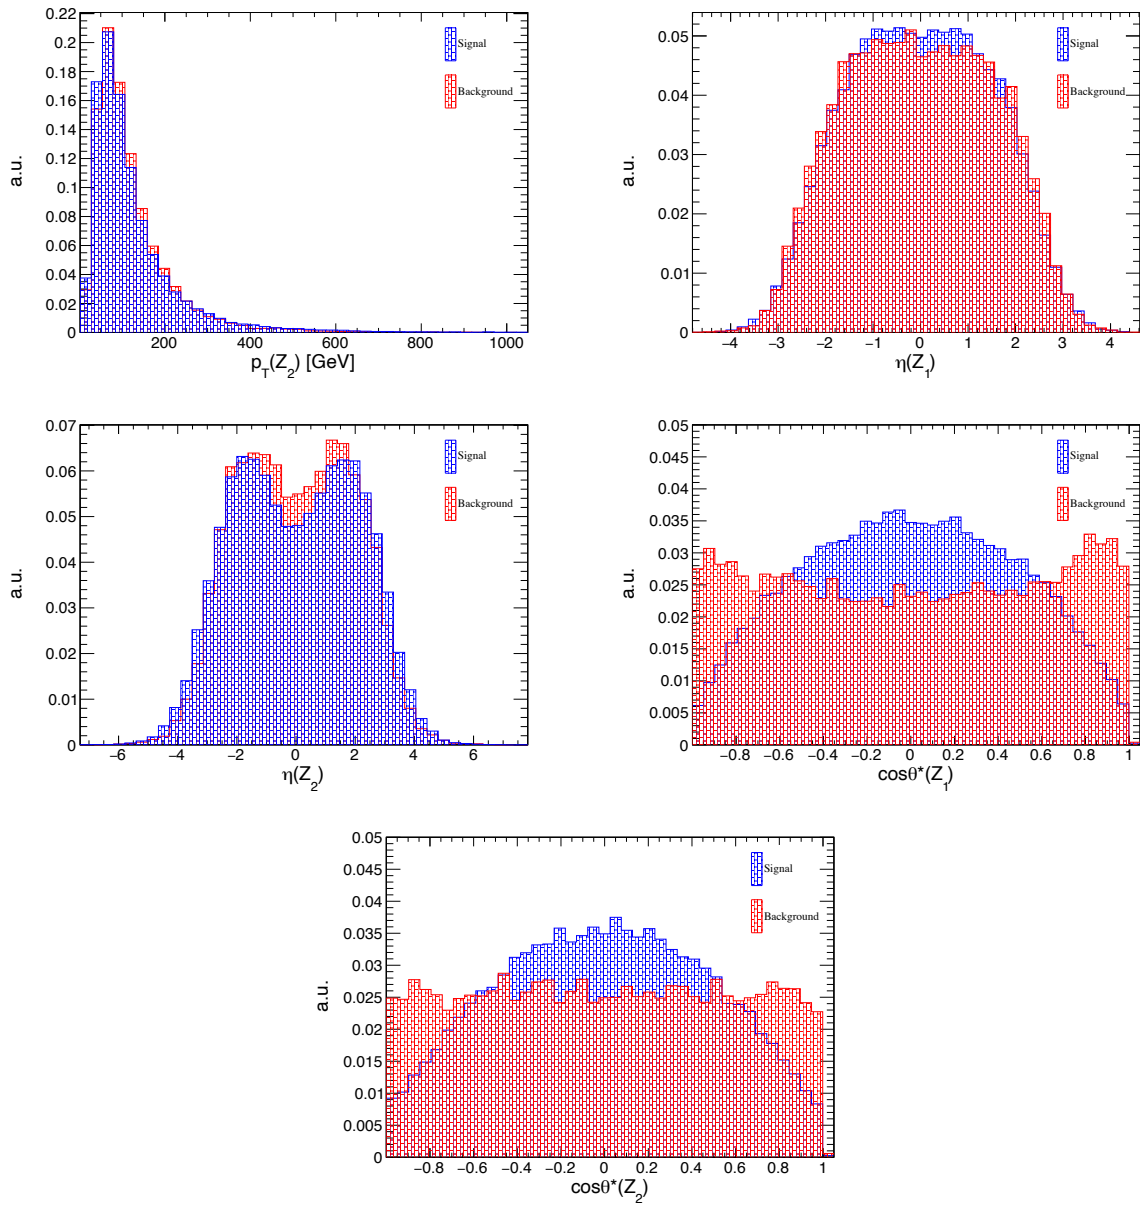 0.22
0.2
0.18
0.16
0.14
0.12
0.1
0.08
0.06
0.04
0.02
0
a.u.
Signal
Background
200 400 600 800 1000
p_T(Z_2) [GeV]
0.05
0.04
0.03
0.02
0.01
0
a.u.
Signal
Background
−4 −3 −2 −1 0 1 2 3 4
η(Z_1)
0.07
0.06
0.05
0.04
0.03
0.02
0.01
0
a.u.
Signal
Background
−6 −4 −2 0 2 4 6
η(Z_2)
0.05
0.045
0.04
0.035
0.03
0.025
0.02
0.015
0.01
0.005
0
a.u.
Signal
Background
−0.8 −0.6 −0.4 −0.2 0 0.2 0.4 0.6 0.8 1
cosθ*(Z_1)
0.05
0.045
0.04
0.035
0.03
0.025
0.02
0.015
0.01
0.005
0
a.u.
Signal
Background
−0.8 −0.6 −0.4 −0.2 0 0.2 0.4 0.6 0.8 1
cosθ*(Z_2)